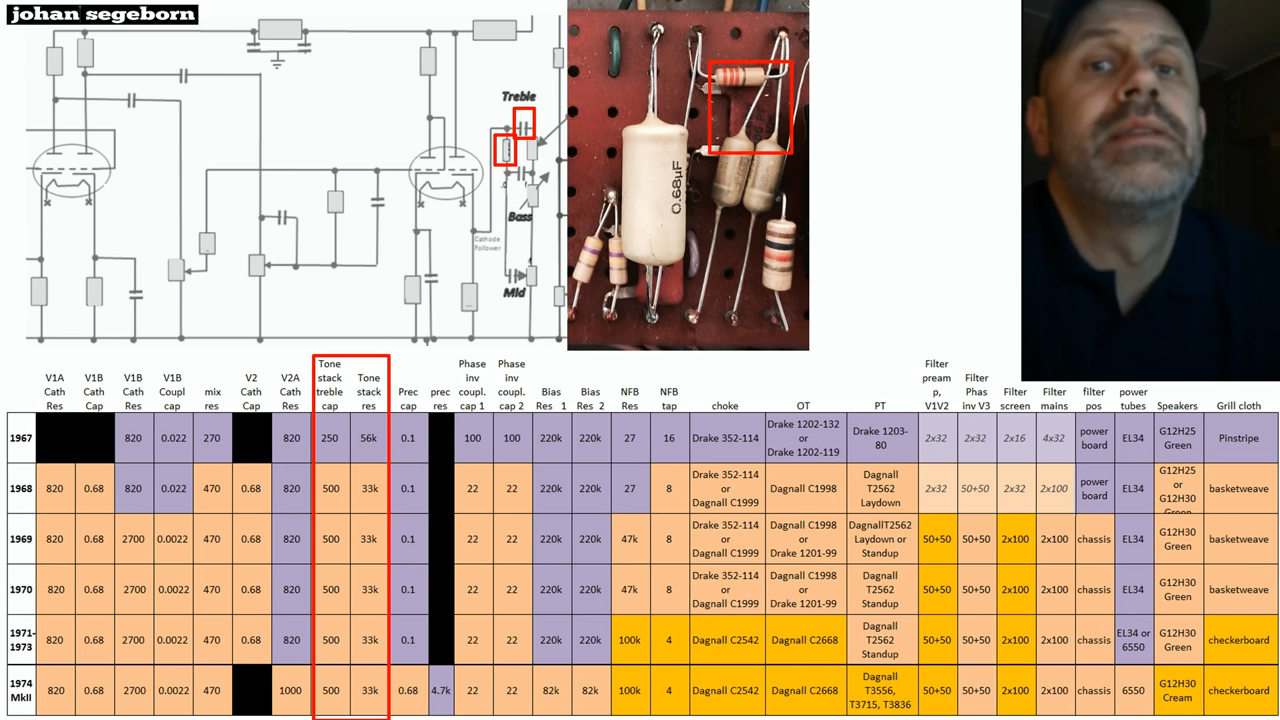 johan segeborn
Treble
Bass
Cathode
Follower
Mid
0.68µF
V1A Cath Res
V1B Cath Cap
V1B Cath Res
V1B Coupl cap
mix res
V2 Cath Cap
V2A Cath Res
Tone stack treble cap
Tone stack res
Prec cap
prec res
Phase inv coupl. cap 1
Phase inv coupl. cap 2
Bias Res 1
Bias Res 2
NFB Res
NFB tap
choke
OT
PT
Filter pream p, V1V2
Filter Phas inv V3
Filter screen
Filter mains
filter pos
power tubes
Speakers
Grill cloth
1967 820 0.022 270 820 250 56k 0.1 100 100 220k 220k 27 16 Drake 352-114 Drake 1202-132 or Drake 1202-119 Drake 1203-80 2x32 2x32 2x16 4x32 power board EL34 G12H25 Green Pinstripe
1968 820 0.68 820 0.022 470 0.68 820 500 33k 0.1 22 22 220k 220k 27 8 Drake 352-114 or Dagnall C1999 Dagnall C1998 Dagnall T2562 Laydown 2x32 50+50 2x32 2x100 power board EL34 G12H25 or G12H30 Green basketweave
1969 820 0.68 2700 0.0022 470 0.68 820 500 33k 0.1 22 22 220k 220k 47k 8 Drake 352-114 or Dagnall C1999 Dagnall C1998 or Drake 1201-99 DagnallT2562 Laydown or Standup 50+50 50+50 2x100 2x100 chassis EL34 G12H30 Green basketweave
1970 820 0.68 2700 0.0022 470 0.68 820 500 33k 0.1 22 22 220k 220k 47k 8 Drake 352-114 or Dagnall C1999 Dagnall C1998 or Drake 1201-99 Dagnall T2562 Standup 50+50 50+50 2x100 2x100 chassis EL34 G12H30 Green basketweave
1971-1973 820 0.68 2700 0.0022 470 0.68 820 500 33k 0.1 22 22 220k 220k 100k 4 Dagnall C2542 Dagnall C2668 Dagnall T2562 Standup 50+50 50+50 2x100 2x100 chassis EL34 or 6550 G12H30 Green checkerboard
1974 MkII 820 0.68 2700 0.0022 470 1000 500 33k 0.68 4.7k 22 22 82k 82k 100k 4 Dagnall C2542 Dagnall C2668 Dagnall T3556, T3715, T3836 50+50 50+50 2x100 2x100 chassis 6550 G12H30 Cream checkerboard